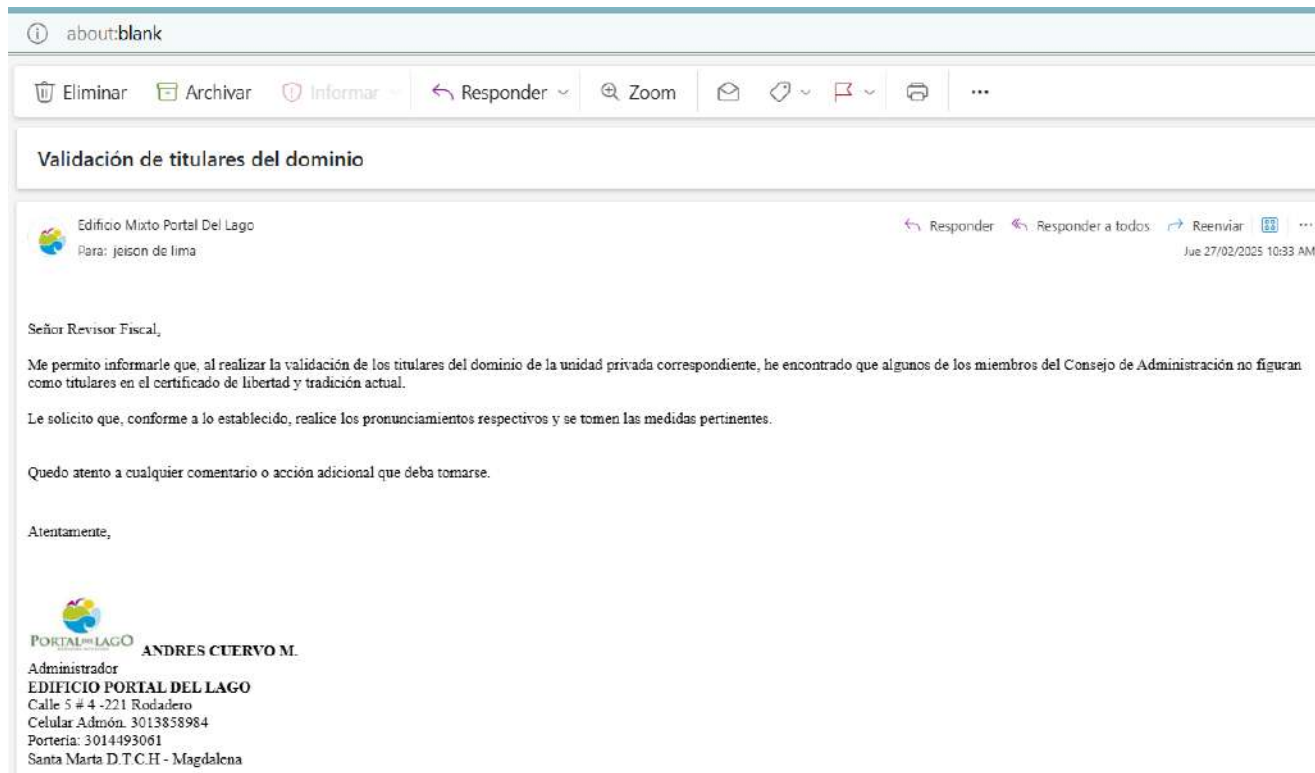 about:blank
Eliminar Archivar Informar Responder Zoom ...
Validación de titulares del dominio
Edificio Mixto Portal Del Lago
Responder Responder a todos Reenviar ...
Para: jeison de lima
Jue 27/02/2025 10:33 AM
Señor Revisor Fiscal,
Me permito informarle que, al realizar la validación de los titulares del dominio de la unidad privada correspondiente, he encontrado que algunos de los miembros del Consejo de Administración no figuran
como titulares en el certificado de libertad y tradición actual.
Le solicito que, conforme a lo establecido, realice los pronunciamientos respectivos y se tomen las medidas pertinentes.
Quedo atento a cualquier comentario o acción adicional que deba tomarse.
Atentamente,
PORTAL DEL LAGO
ANDRES CUERVO M.
Administrador
EDIFICIO PORTAL DEL LAGO
Calle 5 # 4 -221 Rodadero
Celular Admón. 3013858984
Portería: 3014493061
Santa Marta D.T.C.H - Magdalena